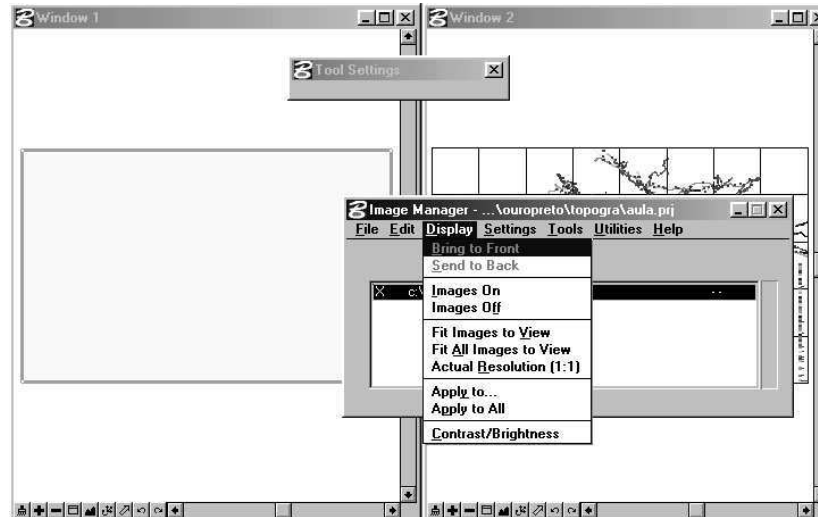 Window 1
Window 2
Tool Settings
Image Manager - ...\ouropreto\topogra\aula.prj
File Edit Display Settings Tools Utilities Help
Bring to Front
Send to Back
X c:\
Images On
Images Off
Fit Images to View
Fit All Images to View
Actual Resolution (1:1)
Apply to...
Apply to All
Contrast/Brightness